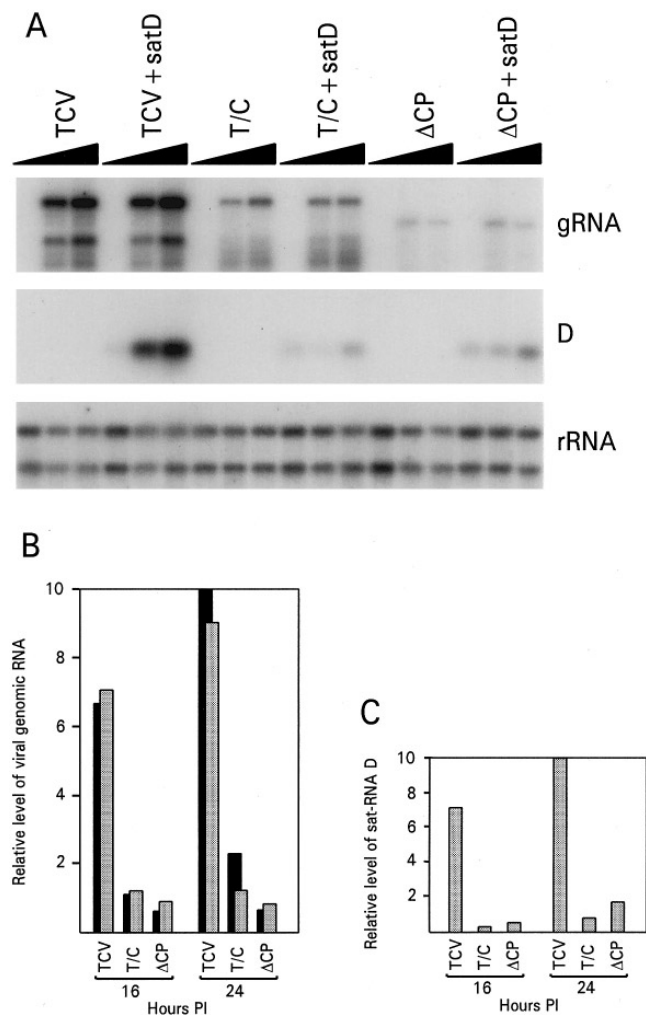 A
TCV
TCV + satD
T/C
T/C + satD
ΔCP
ΔCP + satD
gRNA
D
rRNA
B
Relative level of viral genomic RNA
10
8
6
4
2
TCV
T/C
ΔCP
TCV
T/C
ΔCP
16
24
Hours PI
C
Relative level of sat-RNA D
10
8
6
4
2
TCV
T/C
ΔCP
TCV
T/C
ΔCP
16
24
Hours PI